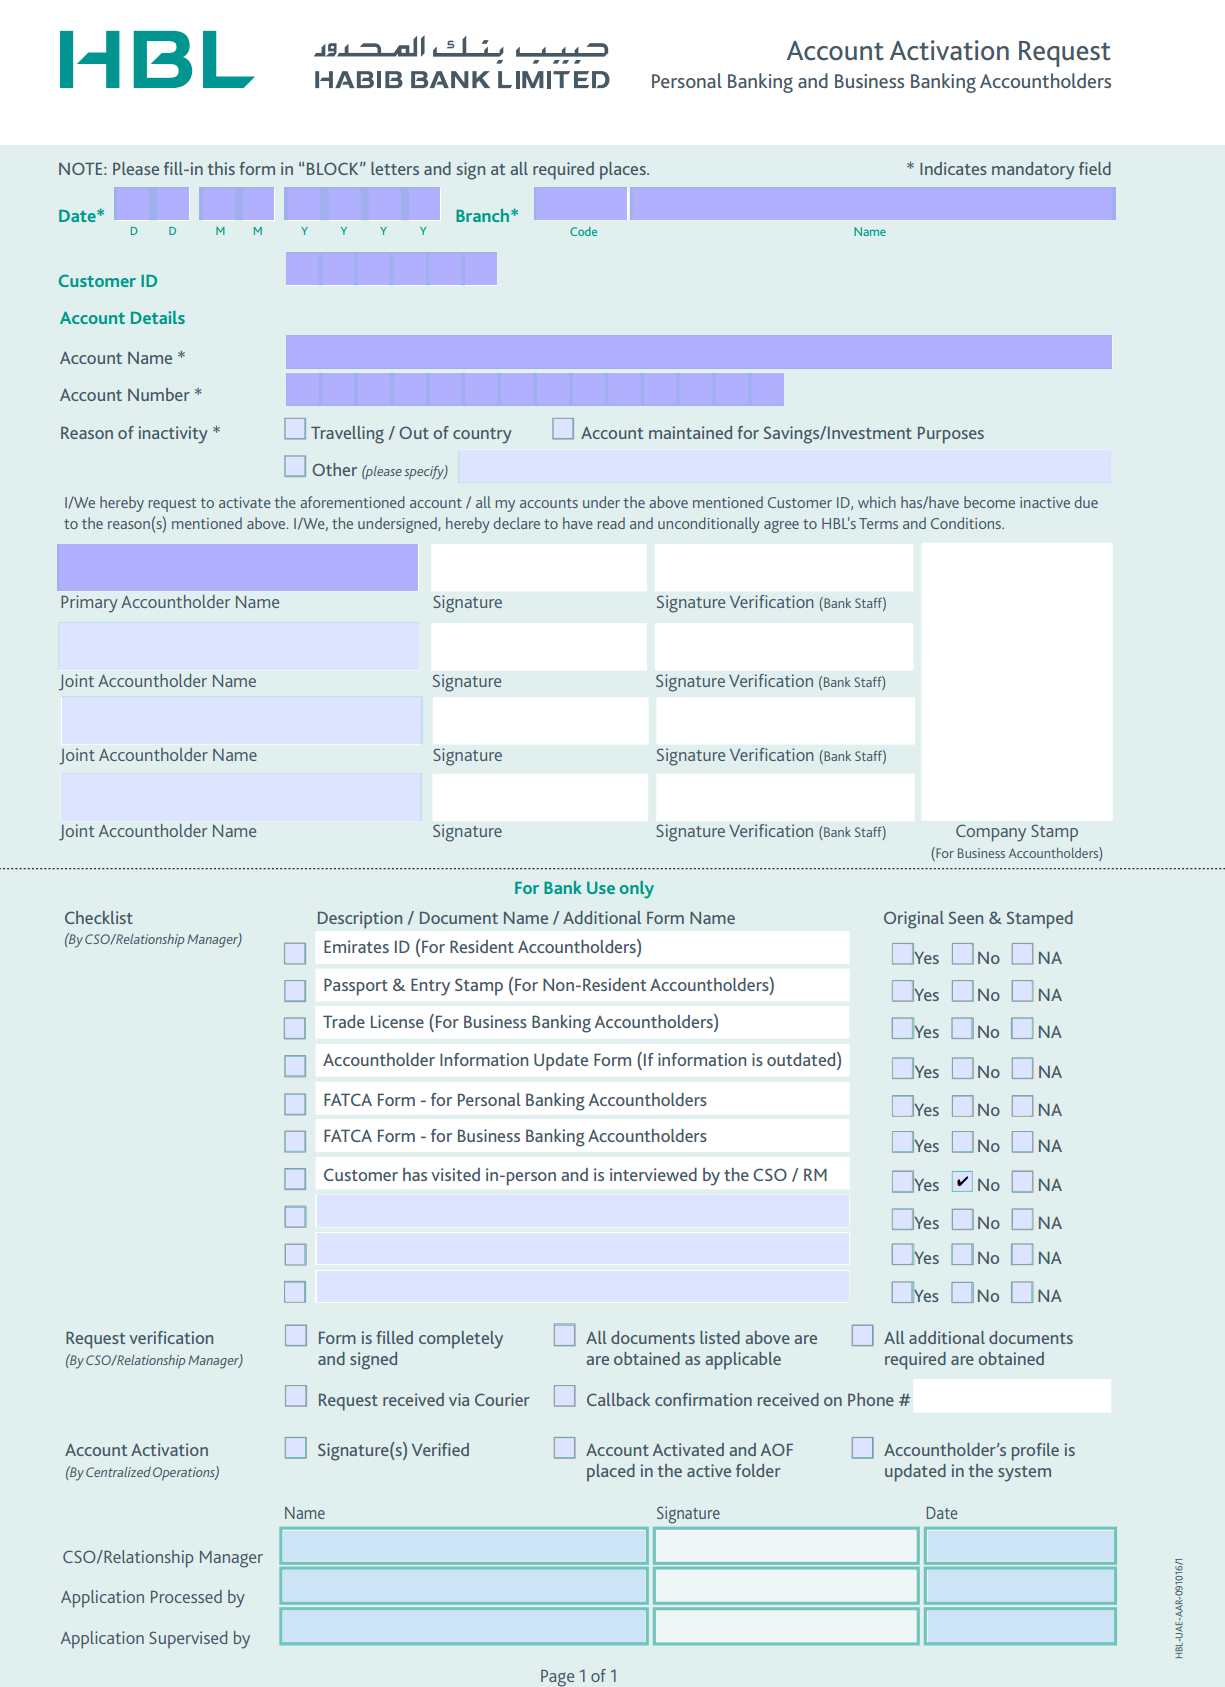 HBL
حبيب بنك المحدور
HABIB BANK LIMITED
Account Activation Request
Personal Banking and Business Banking Accountholders
NOTE: Please fill-in this form in “BLOCK” letters and sign at all required places.
* Indicates mandatory field
Date*
D D M M Y Y Y Y
Branch*
Code
Name
Customer ID
Account Details
Account Name *
Account Number *
Reason of inactivity *
Travelling / Out of country
Account maintained for Savings/Investment Purposes
Other (please specify)
I/We hereby request to activate the aforementioned account / all my accounts under the above mentioned Customer ID, which has/have become inactive due
to the reason(s) mentioned above. I/We, the undersigned, hereby declare to have read and unconditionally agree to HBL's Terms and Conditions.
Primary Accountholder Name
Signature
Signature Verification (Bank Staff)
Joint Accountholder Name
Signature
Signature Verification (Bank Staff)
Joint Accountholder Name
Signature
Signature Verification (Bank Staff)
Joint Accountholder Name
Signature
Signature Verification (Bank Staff)
Company Stamp
(For Business Accountholders)
For Bank Use only
Checklist
(By CSO/Relationship Manager)
Description / Document Name / Additional Form Name
Original Seen & Stamped
Emirates ID (For Resident Accountholders)
Yes No NA
Passport & Entry Stamp (For Non-Resident Accountholders)
Yes No NA
Trade License (For Business Banking Accountholders)
Yes No NA
Accountholder Information Update Form (If information is outdated)
Yes No NA
FATCA Form - for Personal Banking Accountholders
Yes No NA
FATCA Form - for Business Banking Accountholders
Yes No NA
Customer has visited in-person and is interviewed by the CSO / RM
Yes ✔ No NA
Yes No NA
Yes No NA
Yes No NA
Request verification
(By CSO/Relationship Manager)
Form is filled completely
and signed
All documents listed above are
are obtained as applicable
All additional documents
required are obtained
Request received via Courier
Callback confirmation received on Phone #
Account Activation
(By Centralized Operations)
Signature(s) Verified
Account Activated and AOF
placed in the active folder
Accountholder’s profile is
updated in the system
Name
Signature
Date
CSO/Relationship Manager
Application Processed by
Application Supervised by
HBL-UAE-AAR-091016/1
Page 1 of 1